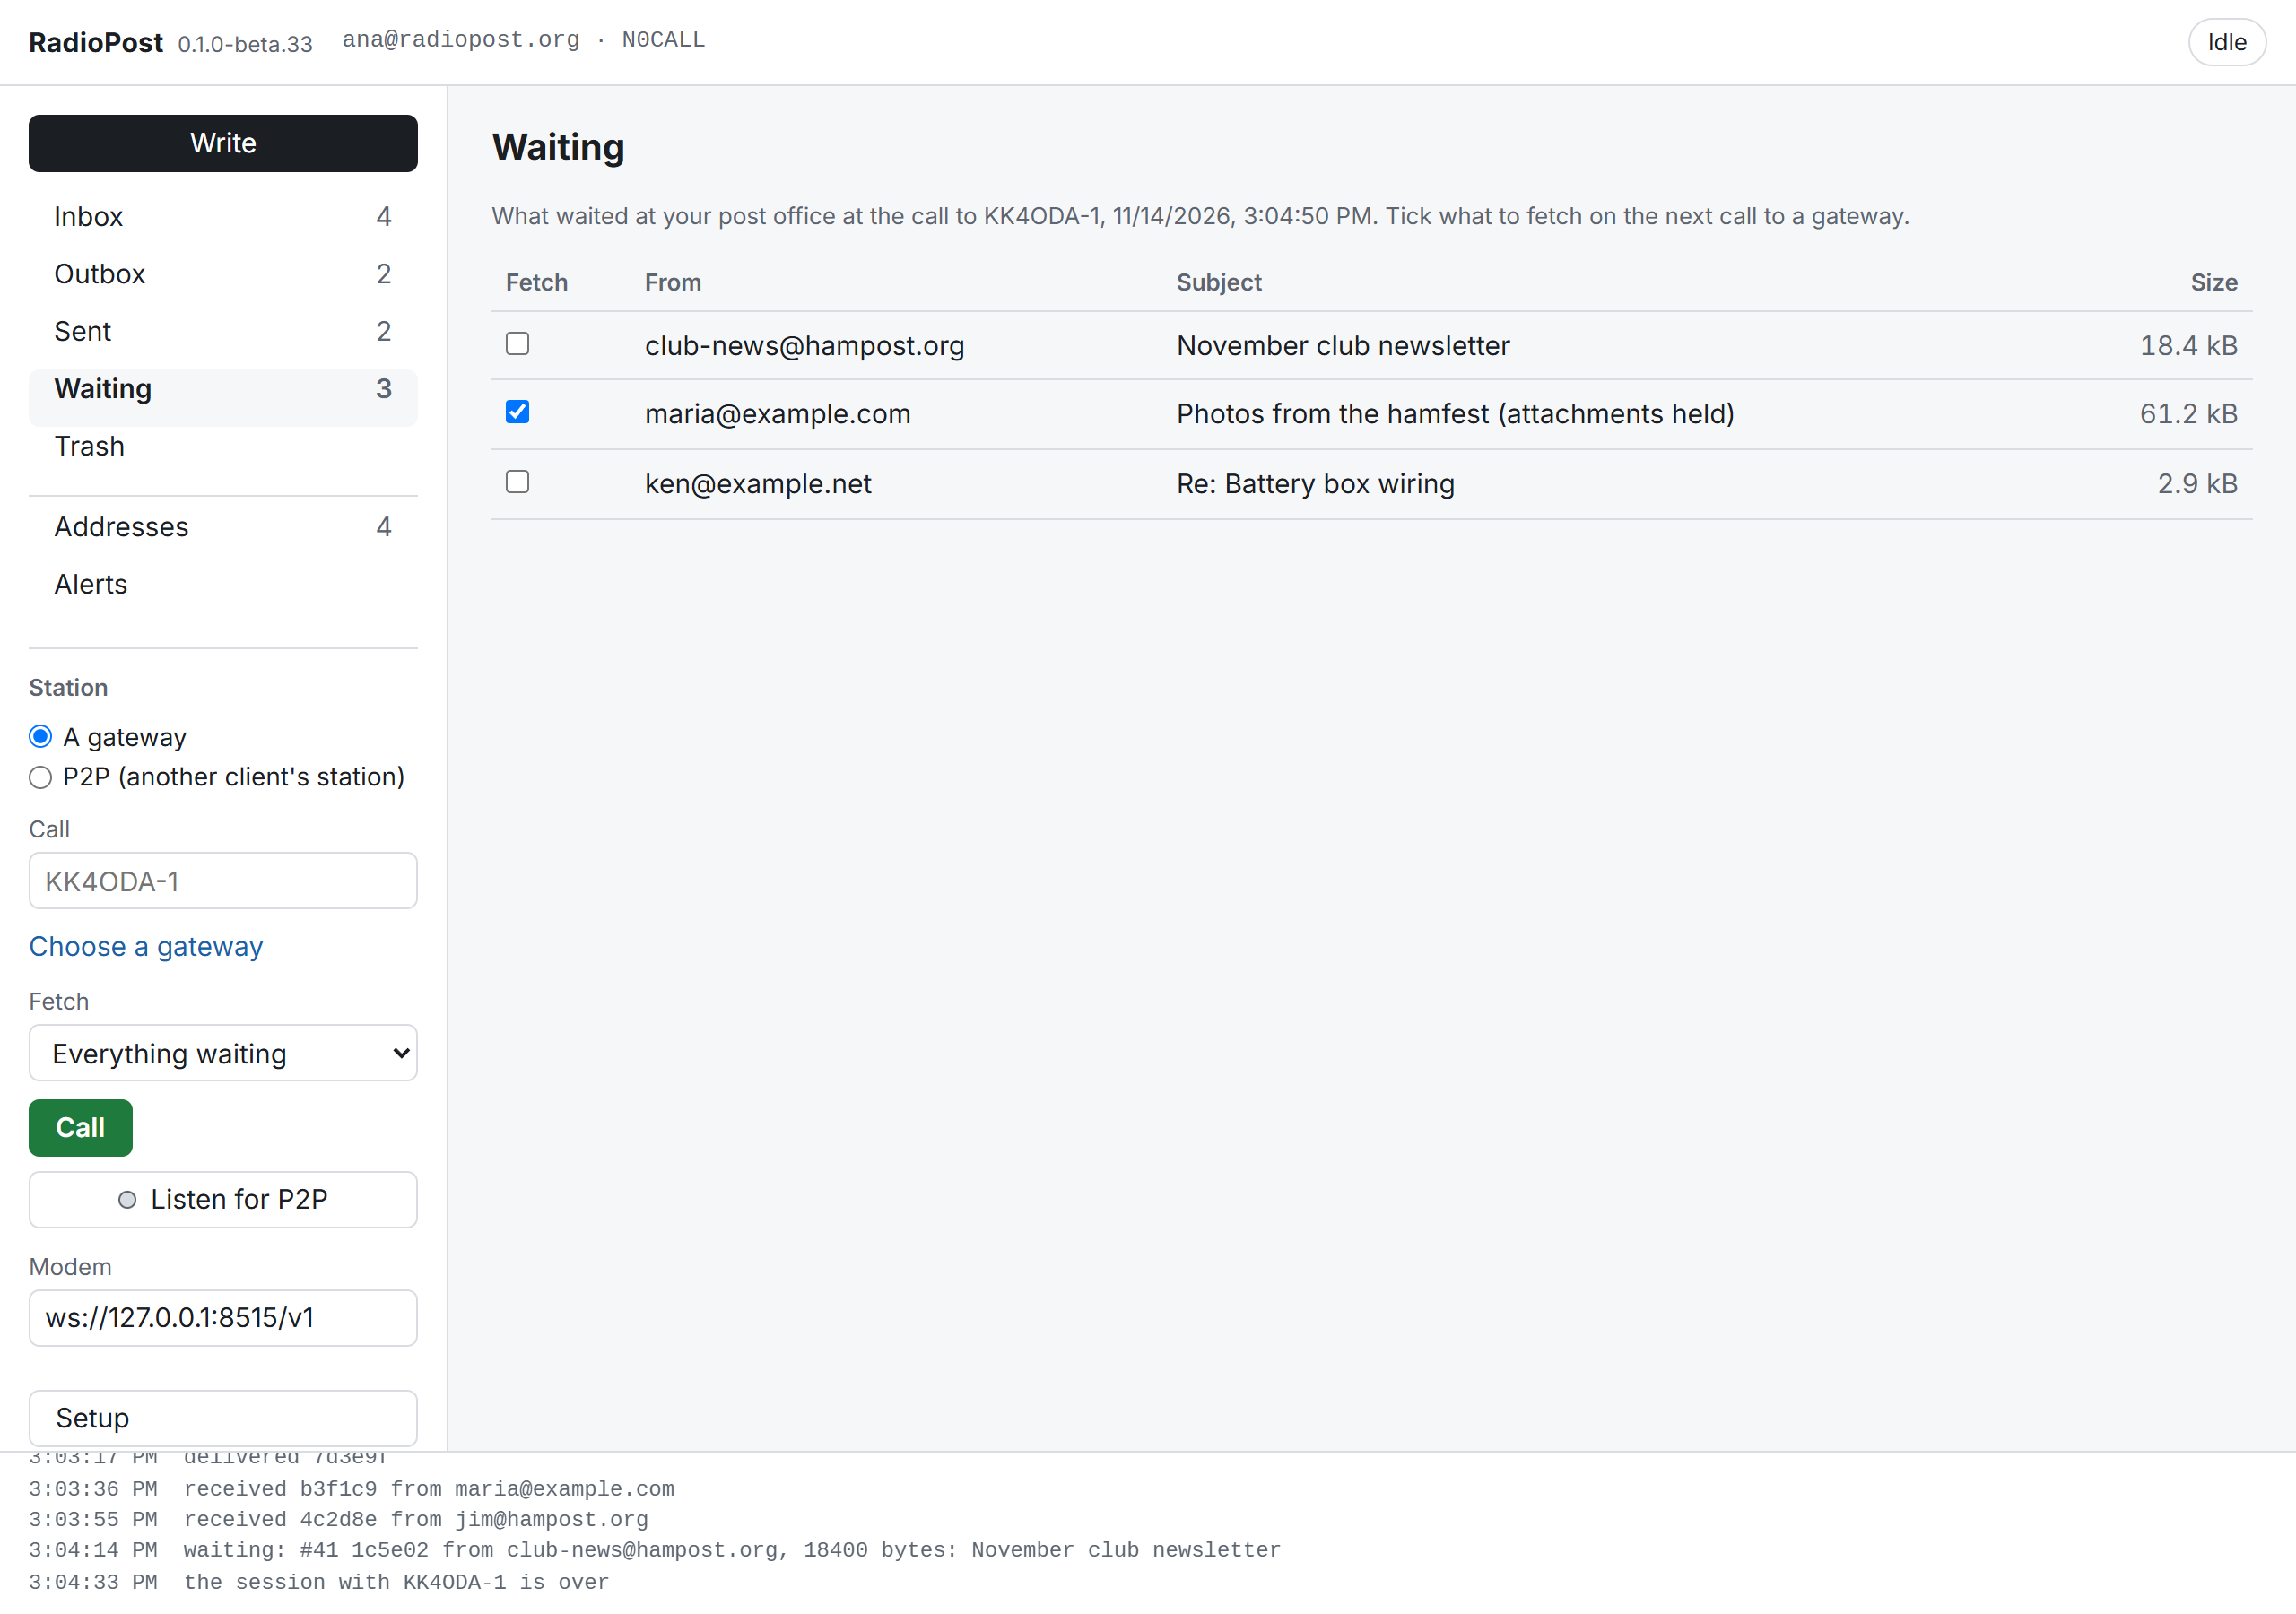 RadioPost 0.1.0-beta.33 ana@radiopost.org · N0CALL Idle
Write
Inbox 4
Outbox 2
Sent 2
Waiting 3
Trash
Addresses 4
Alerts
Station
A gateway
P2P (another client's station)
Call
KK4ODA-1
Choose a gateway
Fetch
Everything waiting
Call
Listen for P2P
Modem
ws://127.0.0.1:8515/v1
Setup
Waiting
What waited at your post office at the call to KK4ODA-1, 11/14/2026, 3:04:50 PM. Tick what to fetch on the next call to a gateway.
Fetch From Subject Size
club-news@hampost.org November club newsletter 18.4 kB
maria@example.com Photos from the hamfest (attachments held) 61.2 kB
ken@example.net Re: Battery box wiring 2.9 kB
3:03:17 PM delivered 7d3e9f
3:03:36 PM received b3f1c9 from maria@example.com
3:03:55 PM received 4c2d8e from jim@hampost.org
3:04:14 PM waiting: #41 1c5e02 from club-news@hampost.org, 18400 bytes: November club newsletter
3:04:33 PM the session with KK4ODA-1 is over